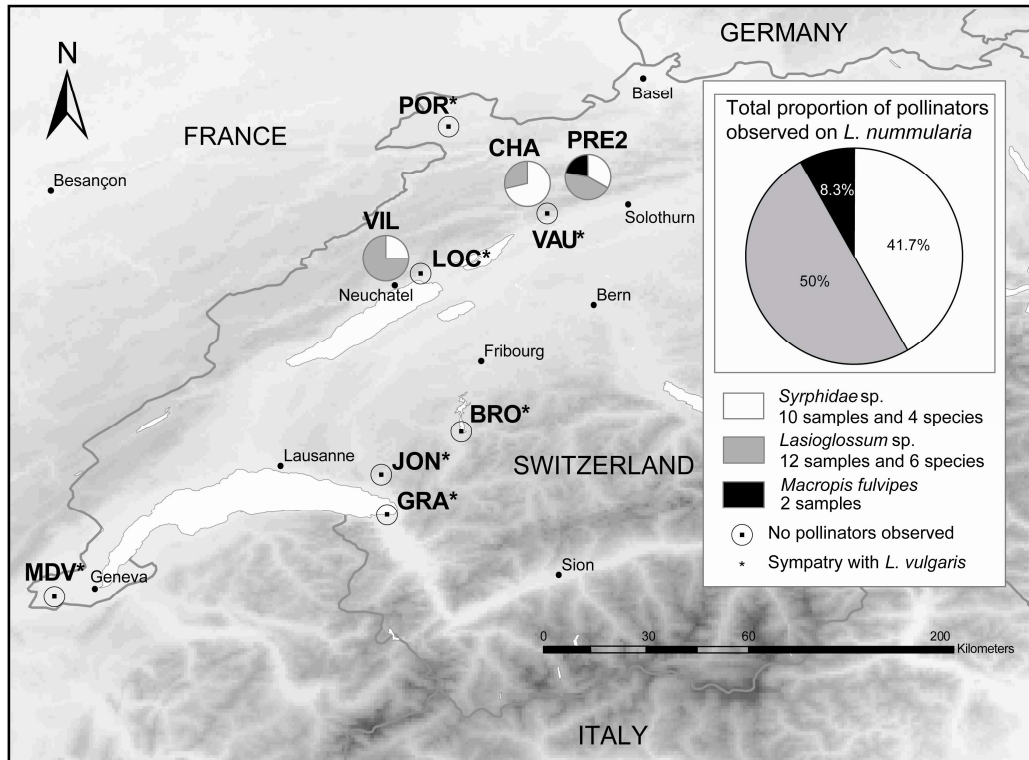 GERMANY
N
Basel
POR*
FRANCE
CHA
PRE2
Besançon
Solothurn
VIL
VAU*
LOC*
Neuchatel
Bern
Fribourg
BRO*
Lausanne
JON*
SWITZERLAND
GRA*
MDV*
Geneva
Sion
0 30 60 200
Kilometers
ITALY
Total proportion of pollinators
observed on L. nummularia
8.3%
41.7%
50%
Syrphidae sp.
10 samples and 4 species
Lasioglossum sp.
12 samples and 6 species
Macropis fulvipes
2 samples
No pollinators observed
* Sympatry with L. vulgaris